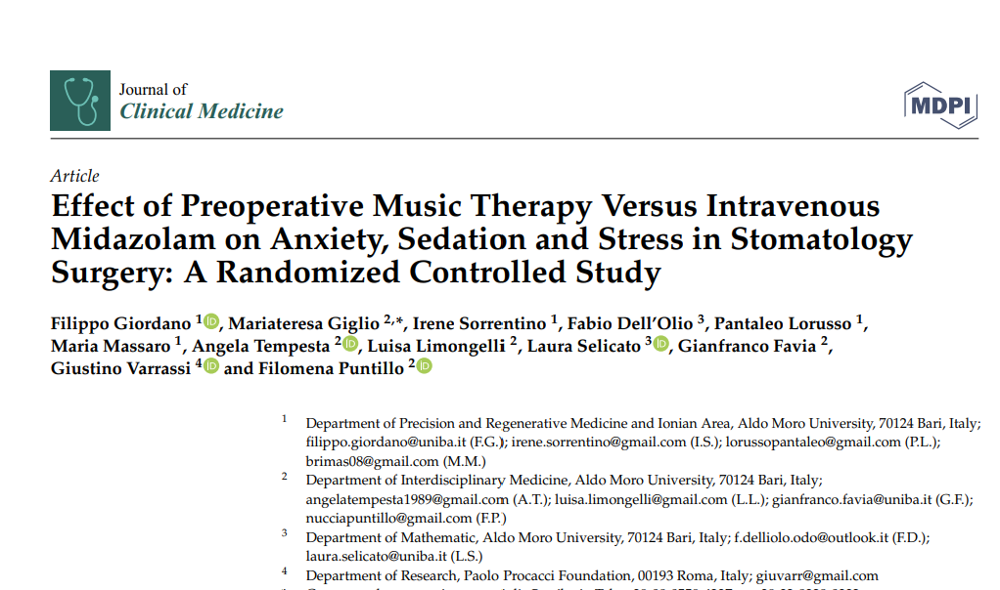 Journal of
Clinical Medicine
MDPI
Article
Effect of Preoperative Music Therapy Versus Intravenous
Midazolam on Anxiety, Sedation and Stress in Stomatology
Surgery: A Randomized Controlled Study
Filippo Giordano 1 iD, Mariateresa Giglio 2,*, Irene Sorrentino 1, Fabio Dell'Olio 3, Pantaleo Lorusso 1,
Maria Massaro 1, Angela Tempesta 2 iD, Luisa Limongelli 2, Laura Selicato 3 iD, Gianfranco Favia 2,
Giustino Varrassi 4 iD and Filomena Puntillo 2 iD
1 Department of Precision and Regenerative Medicine and Ionian Area, Aldo Moro University, 70124 Bari, Italy;
filippo.giordano@uniba.it (F.G.); irene.sorrentino@gmail.com (I.S.); lorussopantaleo@gmail.com (P.L.);
brimas08@gmail.com (M.M.)
2 Department of Interdisciplinary Medicine, Aldo Moro University, 70124 Bari, Italy;
angelatempesta1989@gmail.com (A.T.); luisa.limongelli@gmail.com (L.L.); gianfranco.favia@uniba.it (G.F.);
nucciapuntillo@gmail.com (F.P.)
3 Department of Mathematic, Aldo Moro University, 70124 Bari, Italy; f.delliolo.odo@outlook.it (F.D.);
laura.selicato@uniba.it (L.S.)
4 Department of Research, Paolo Procacci Foundation, 00193 Roma, Italy; giuvarr@gmail.com